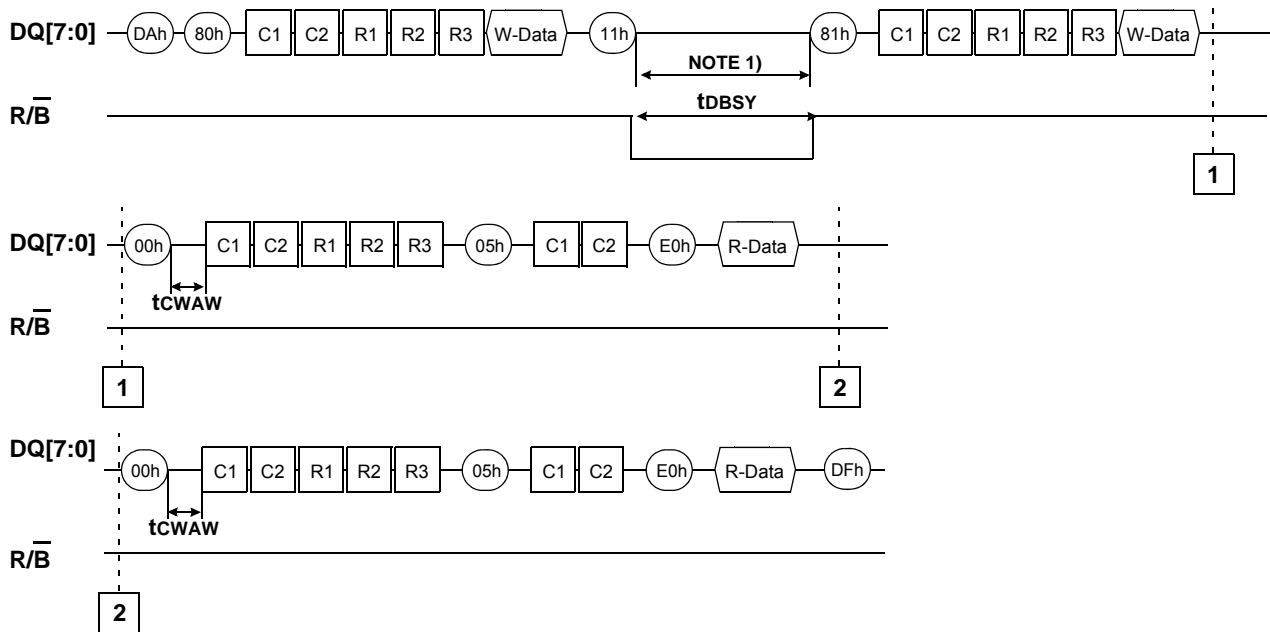 DQ[7:0] DAh 80h C1 C2 R1 R2 R3 W-Data 11h 81h C1 C2 R1 R2 R3 W-Data
NOTE 1)
tDBSY
R/B̅
1
DQ[7:0] 00h C1 C2 R1 R2 R3 05h C1 C2 E0h R-Data
tCWAW
R/B̅
1 2
DQ[7:0] 00h C1 C2 R1 R2 R3 05h C1 C2 E0h R-Data DFh
tCWAW
R/B̅
2